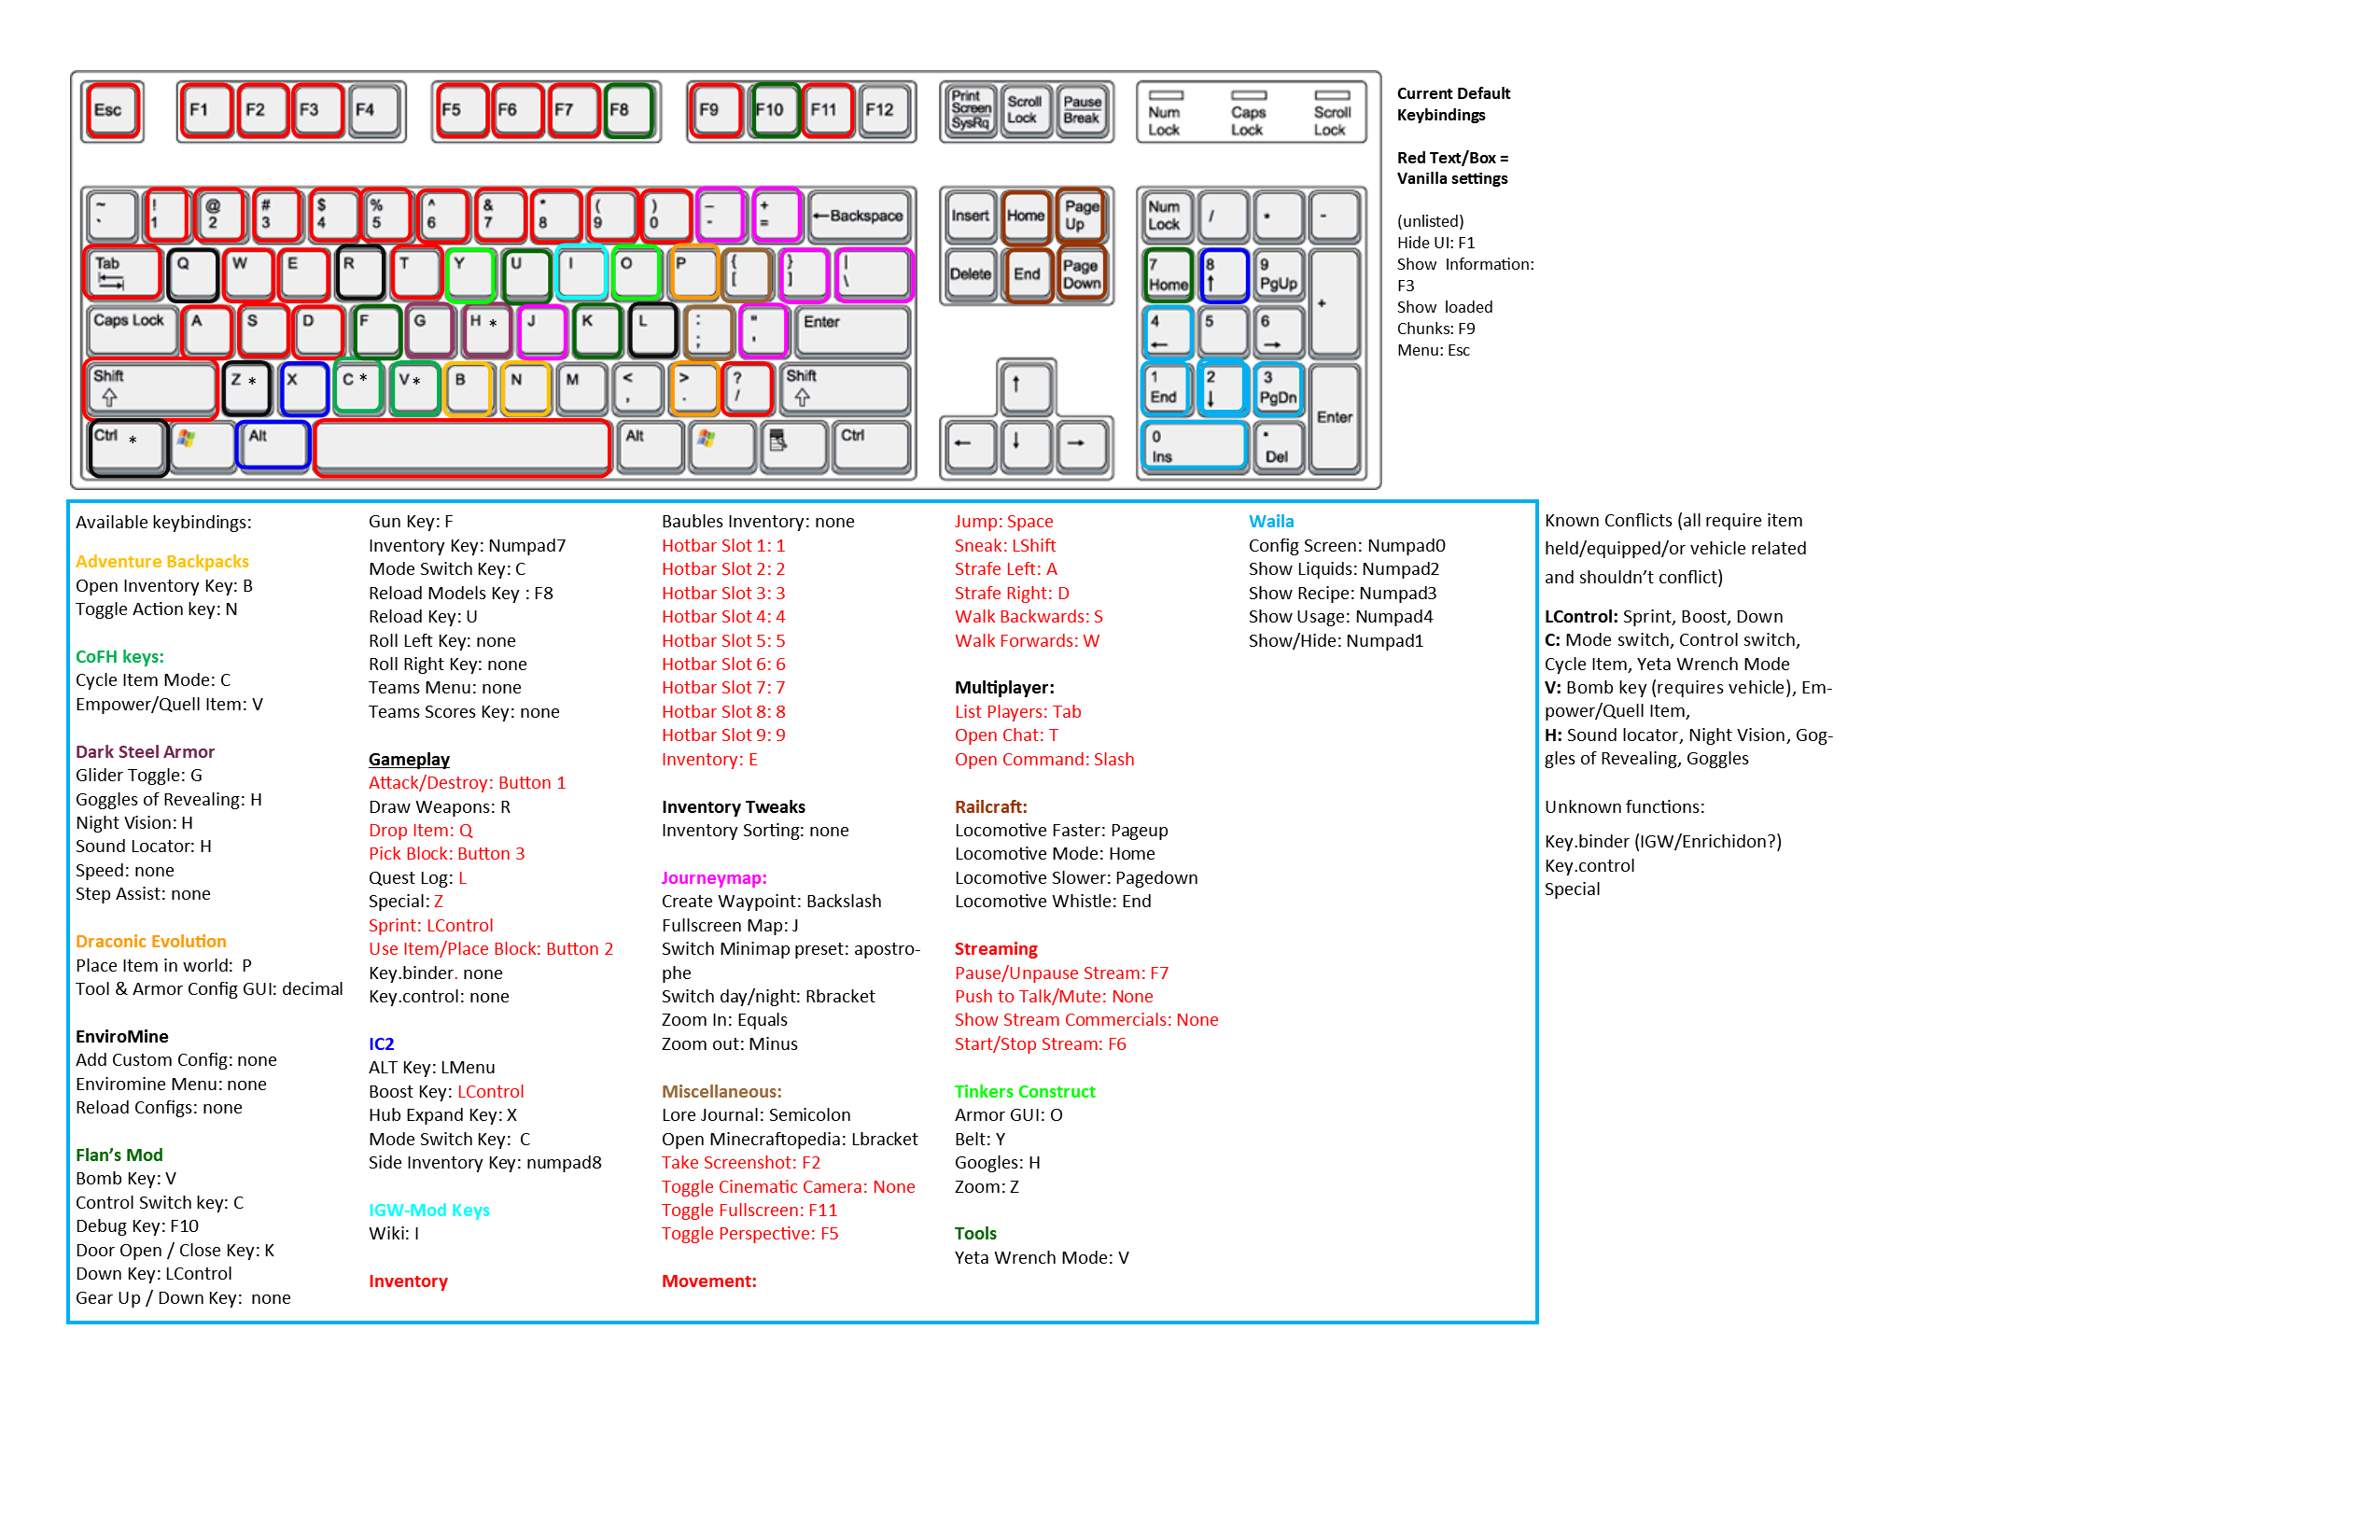 Esc
F1
F2
F3
F4
F5
F6
F7
F8
F9
F10
F11
F12
Print
Screen
SysRq
Scroll
Lock
Pause
Break
Num
Lock
Caps
Lock
Scroll
Lock
~
`
!
1
@
2
#
3
$
4
%
5
^
6
&
7
*
8
(
9
)
0
–
-
+
=
←Backspace
Insert
Home
Page
Up
Num
Lock
/
*
-
Tab
Q
W
E
R
T
Y
U
I
O
P
{
[
}
]
|
\
Delete
End
Page
Down
7
Home
8
↑
9
PgUp
+
Caps Lock
A
S
D
F
G
H *
J
K
L
:
;
"
'
Enter
4
←
5
6
→
Shift
⇧
Z *
X
C *
V *
B
N
M
<
,
>
.
?
/
Shift
⇧
↑
1
End
2
↓
3
PgDn
Enter
Ctrl *
Alt
Alt
Ctrl
←
↓
→
0
Ins
.
Del
Current Default
Keybindings
Red Text/Box =
Vanilla settings
(unlisted)
Hide UI: F1
Show  Information:
F3
Show  loaded
Chunks: F9
Menu: Esc
Available keybindings:
Adventure Backpacks
Open Inventory Key: B
Toggle Action key: N
CoFH keys:
Cycle Item Mode: C
Empower/Quell Item: V
Dark Steel Armor
Glider Toggle: G
Goggles of Revealing: H
Night Vision: H
Sound Locator: H
Speed: none
Step Assist: none
Draconic Evolution
Place Item in world:  P
Tool & Armor Config GUI: decimal
EnviroMine
Add Custom Config: none
Enviromine Menu: none
Reload Configs: none
Flan's Mod
Bomb Key: V
Control Switch key: C
Debug Key: F10
Door Open / Close Key: K
Down Key: LControl
Gear Up / Down Key:  none
Gun Key: F
Inventory Key: Numpad7
Mode Switch Key: C
Reload Models Key : F8
Reload Key: U
Roll Left Key: none
Roll Right Key: none
Teams Menu: none
Teams Scores Key: none
Gameplay
Attack/Destroy: Button 1
Draw Weapons: R
Drop Item: Q
Pick Block: Button 3
Quest Log: L
Special: Z
Sprint: LControl
Use Item/Place Block: Button 2
Key.binder. none
Key.control: none
IC2
ALT Key: LMenu
Boost Key: LControl
Hub Expand Key: X
Mode Switch Key:  C
Side Inventory Key: numpad8
IGW-Mod Keys
Wiki: I
Inventory
Baubles Inventory: none
Hotbar Slot 1: 1
Hotbar Slot 2: 2
Hotbar Slot 3: 3
Hotbar Slot 4: 4
Hotbar Slot 5: 5
Hotbar Slot 6: 6
Hotbar Slot 7: 7
Hotbar Slot 8: 8
Hotbar Slot 9: 9
Inventory: E
Inventory Tweaks
Inventory Sorting: none
Journeymap:
Create Waypoint: Backslash
Fullscreen Map: J
Switch Minimap preset: apostro-
phe
Switch day/night: Rbracket
Zoom In: Equals
Zoom out: Minus
Miscellaneous:
Lore Journal: Semicolon
Open Minecraftopedia: Lbracket
Take Screenshot: F2
Toggle Cinematic Camera: None
Toggle Fullscreen: F11
Toggle Perspective: F5
Movement:
Jump: Space
Sneak: LShift
Strafe Left: A
Strafe Right: D
Walk Backwards: S
Walk Forwards: W
Multiplayer:
List Players: Tab
Open Chat: T
Open Command: Slash
Railcraft:
Locomotive Faster: Pageup
Locomotive Mode: Home
Locomotive Slower: Pagedown
Locomotive Whistle: End
Streaming
Pause/Unpause Stream: F7
Push to Talk/Mute: None
Show Stream Commercials: None
Start/Stop Stream: F6
Tinkers Construct
Armor GUI: O
Belt: Y
Googles: H
Zoom: Z
Tools
Yeta Wrench Mode: V
Waila
Config Screen: Numpad0
Show Liquids: Numpad2
Show Recipe: Numpad3
Show Usage: Numpad4
Show/Hide: Numpad1
Known Conflicts (all require item
held/equipped/or vehicle related
and shouldn't conflict)
LControl: Sprint, Boost, Down
C: Mode switch, Control switch,
Cycle Item, Yeta Wrench Mode
V: Bomb key (requires vehicle), Em-
power/Quell Item,
H: Sound locator, Night Vision, Gog-
gles of Revealing, Goggles
Unknown functions:
Key.binder (IGW/Enrichidon?)
Key.control
Special